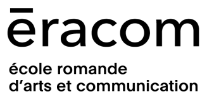 ēracom
école romande
d'arts et communication